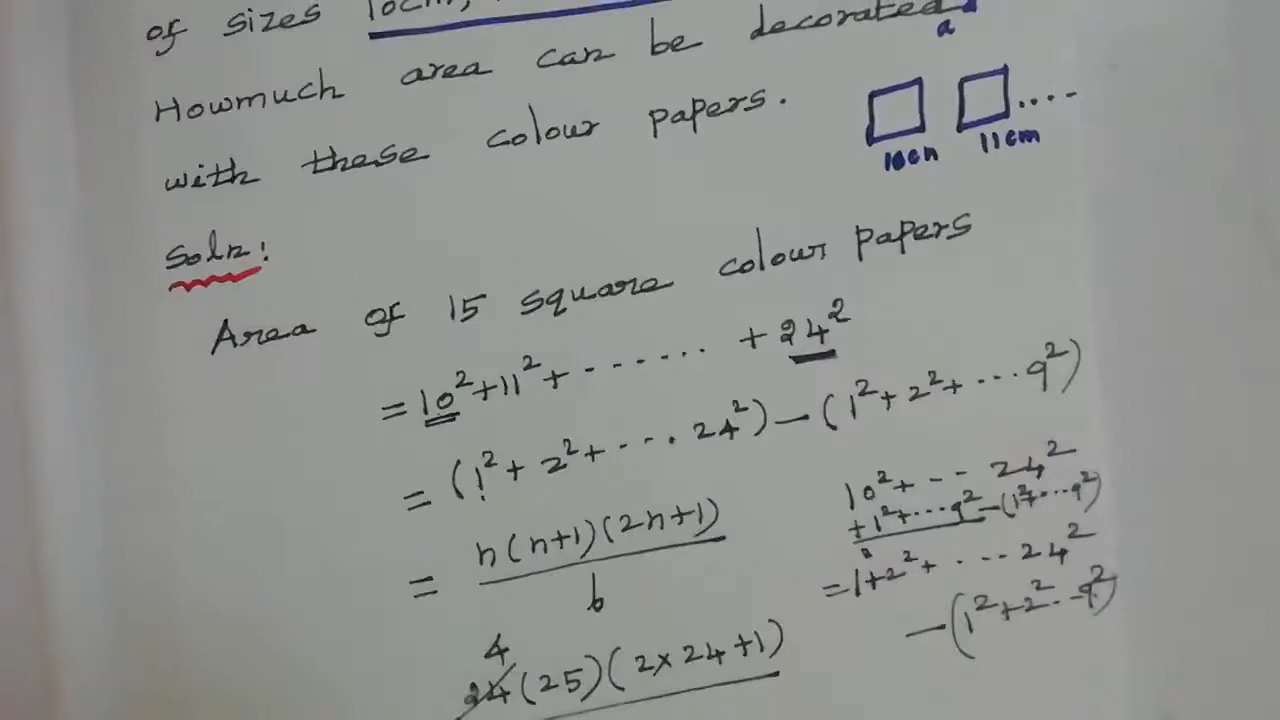 of sizes 10cm,
Howmuch area can be decorated
a
with these colour papers.
10cm 11cm
Soln:
Area of 15 square colour papers
= 10² + 11² + ....... + 24²
= (1² + 2² + .... 24²) - (1² + 2² + ... 9²)
= n(n+1)(2n+1)
6
4
24(25)(2×24+1)
10² + -- 24²
+1² + ... 9² - (1² + ... 9²)
= 1² + 2² + . ... 24²
- (1² + 2² .. - 9²)